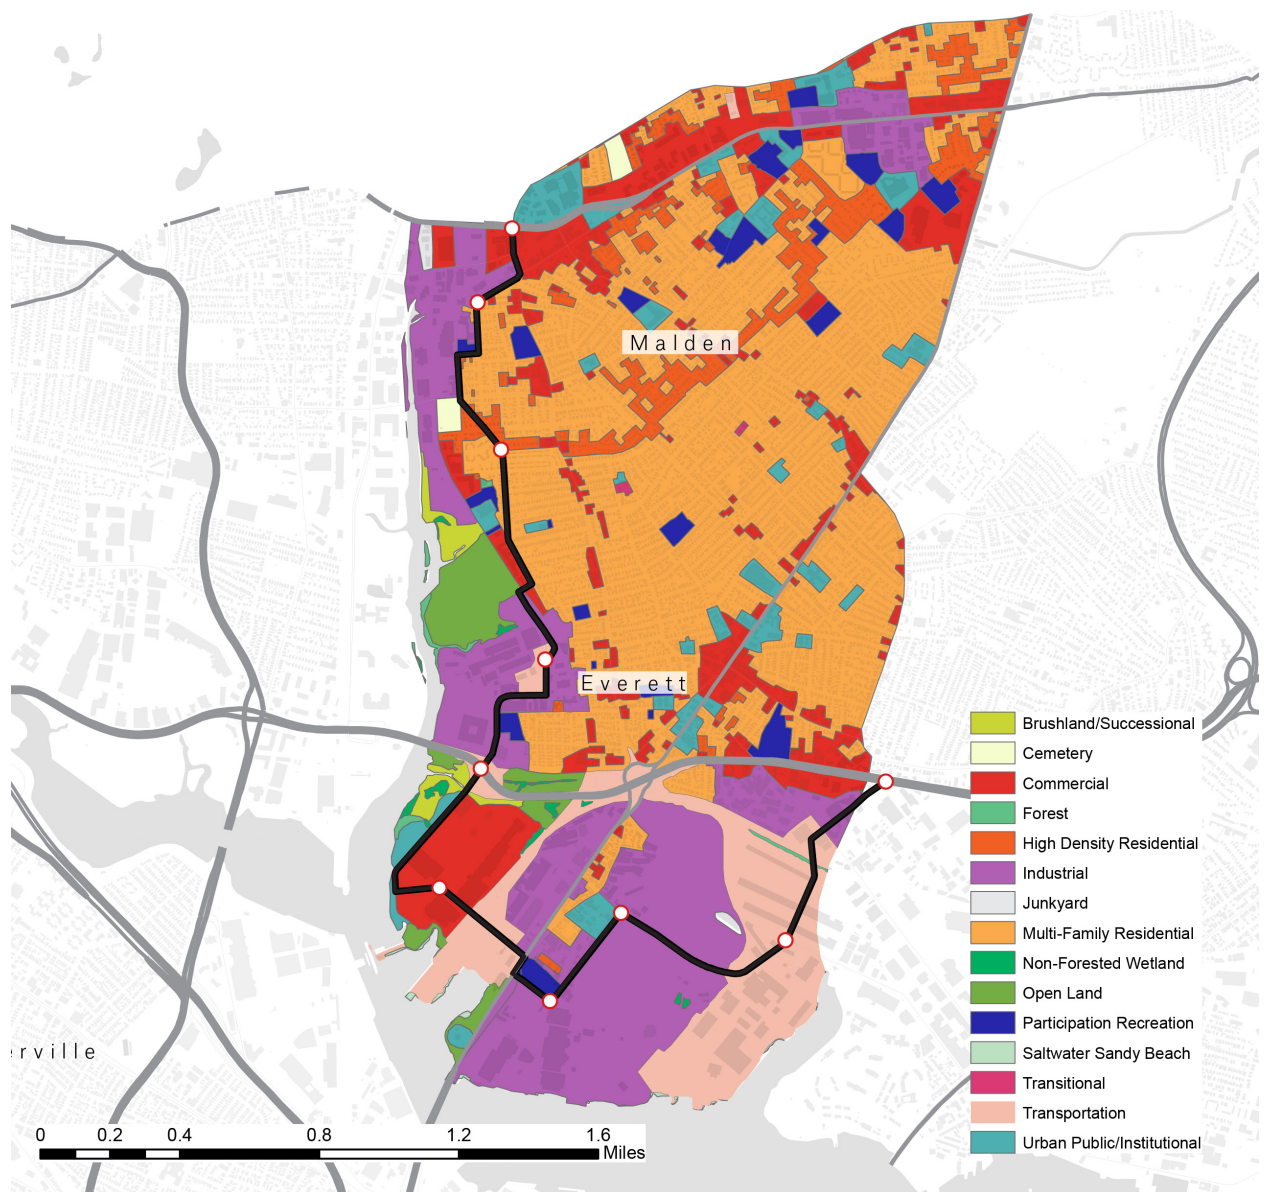 Malden
Everett
erville
Brushland/Successional
Cemetery
Commercial
Forest
High Density Residential
Industrial
Junkyard
Multi-Family Residential
Non-Forested Wetland
Open Land
Participation Recreation
Saltwater Sandy Beach
Transitional
Transportation
Urban Public/Institutional
0 0.2 0.4 0.8 1.2 1.6
Miles